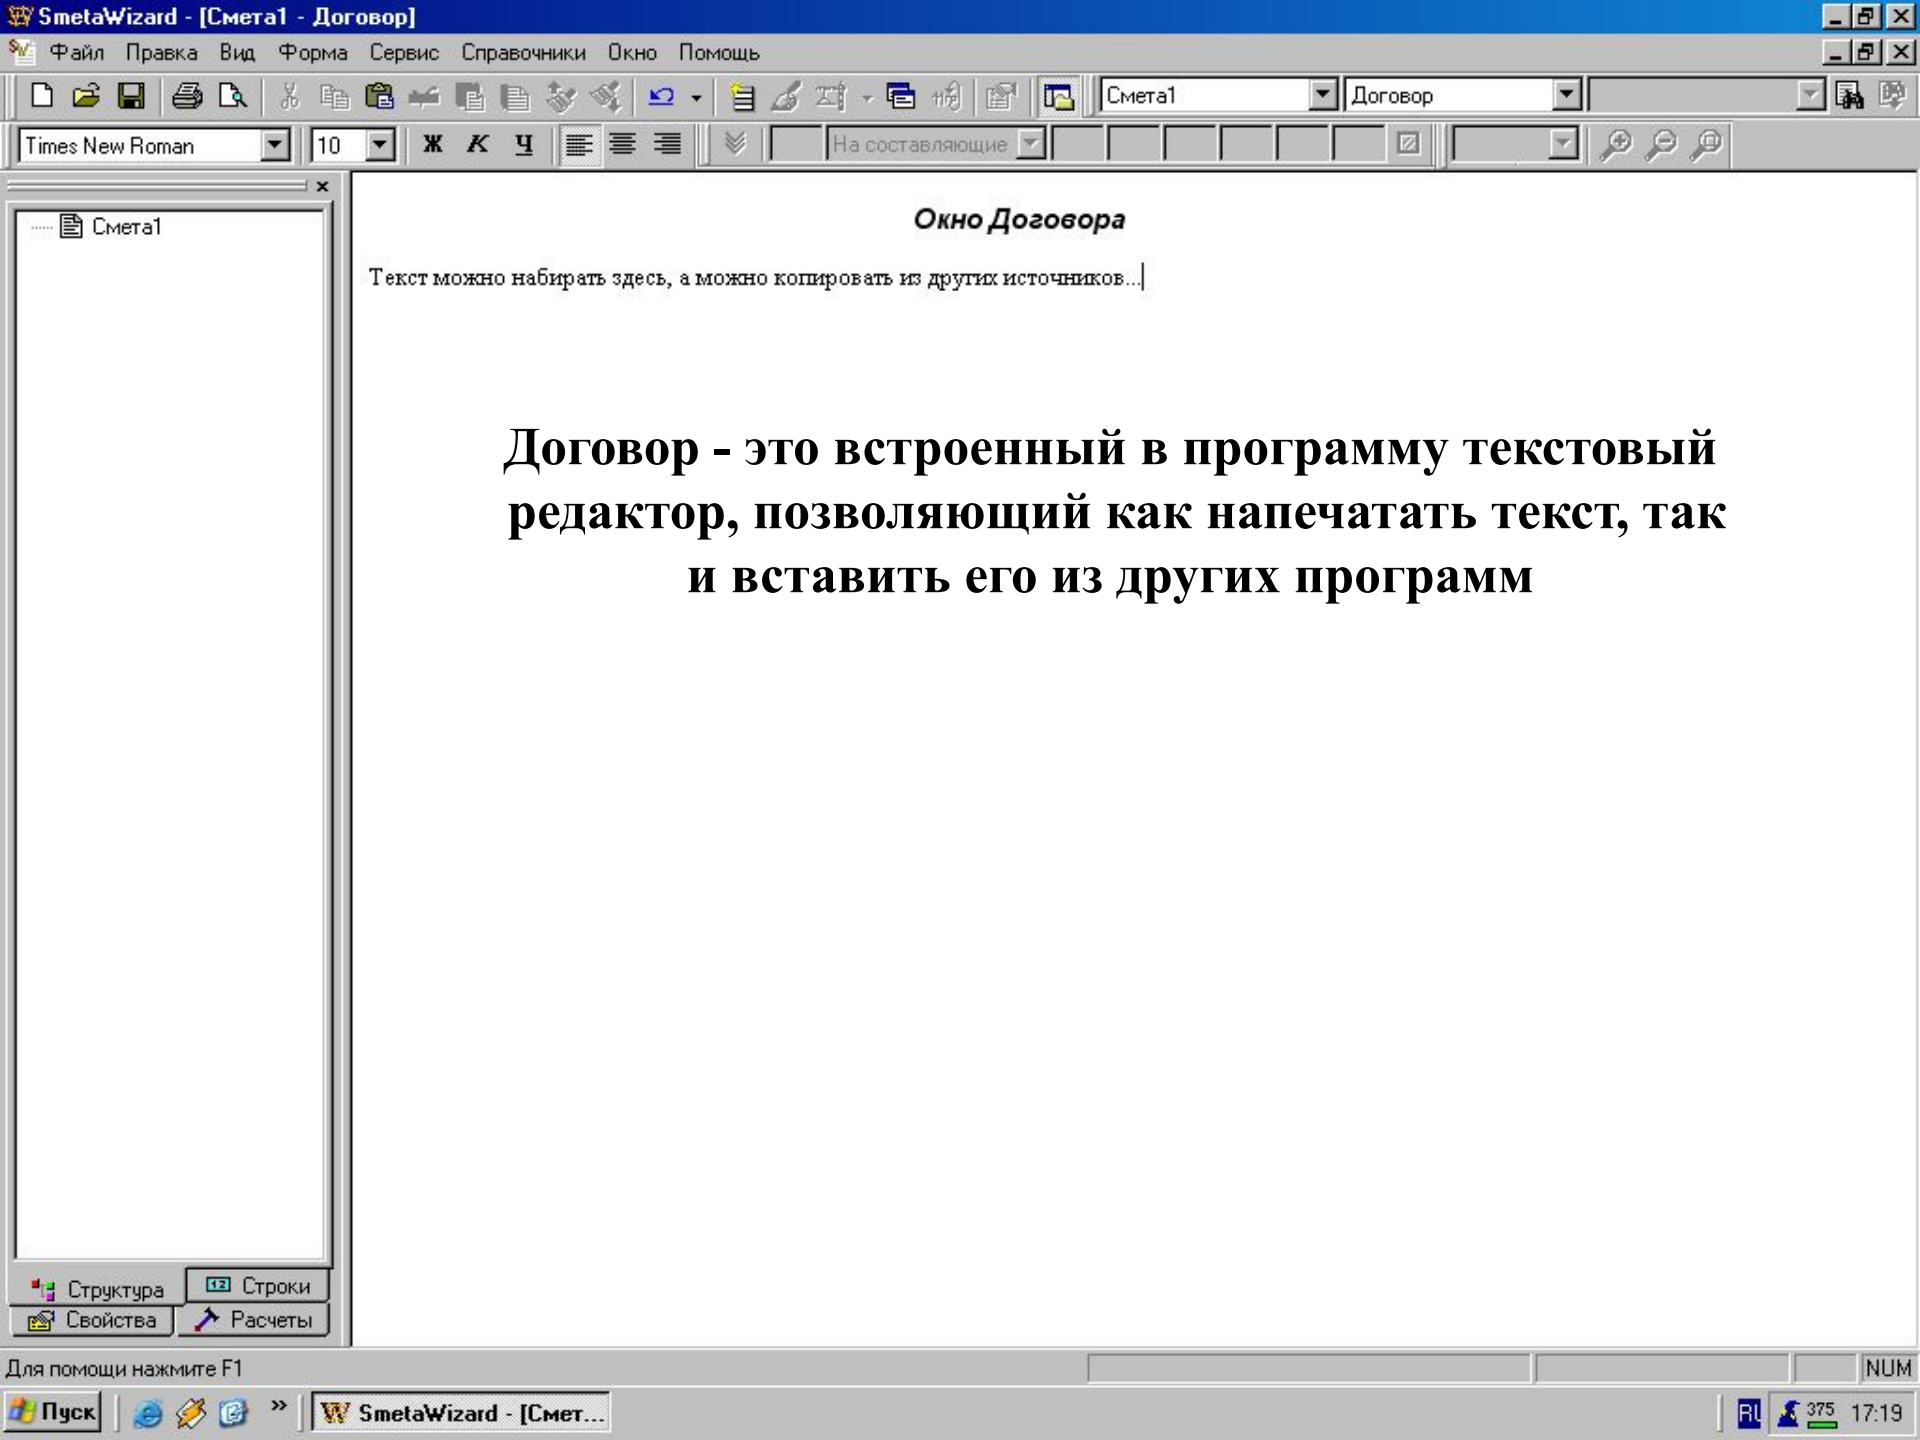 SmetaWizard - [Смета1 - Договор]
Файл Правка Вид Форма Сервис Справочники Окно Помощь
Смета1 Договор
Times New Roman 10 Ж К Ч На составляющие
Смета1
Окно Договора
Текст можно набирать здесь, а можно копировать из других источников...
Договор - это встроенный в программу текстовый
редактор, позволяющий как напечатать текст, так
и вставить его из других программ
Структура Строки
Свойства Расчеты
Для помощи нажмите F1 NUM
Пуск » SmetaWizard - [Смет... RU 375 17:19